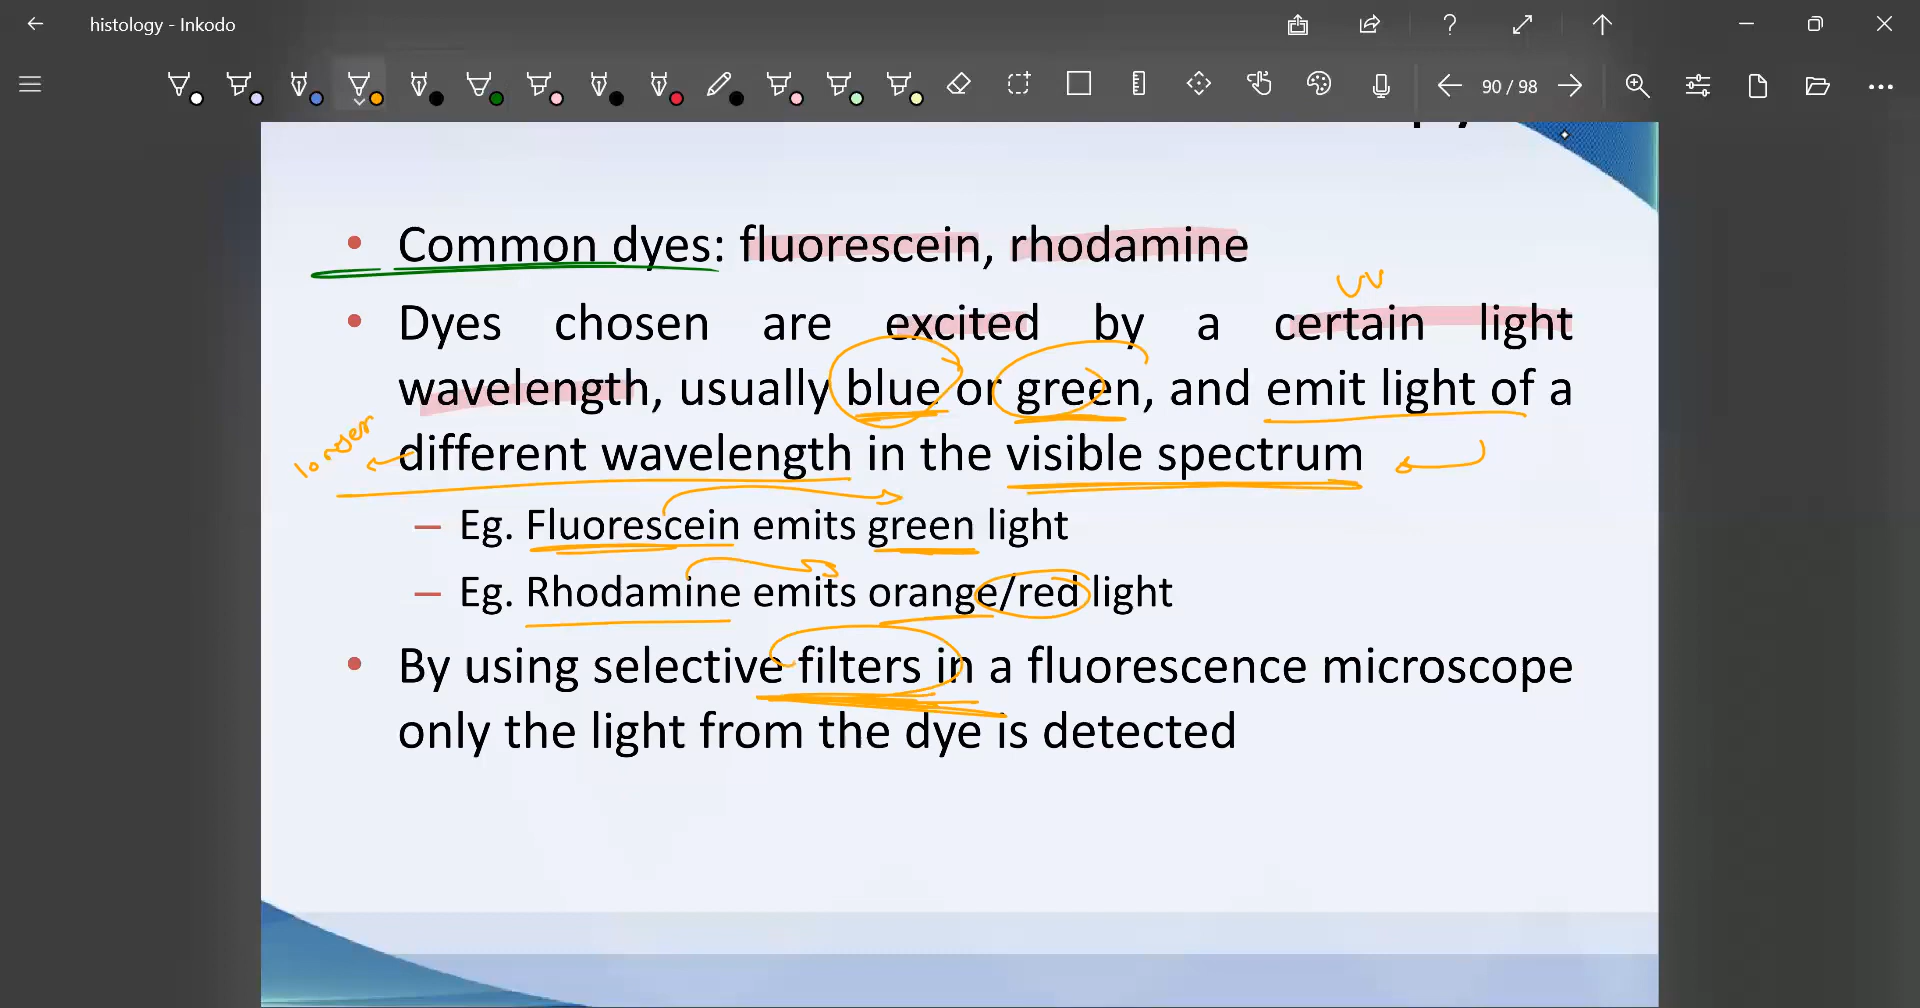 histology - Inkodo
90 / 98
• Common dyes: fluorescein, rhodamine
UV
• Dyes chosen are excited by a certain light
wavelength, usually blue or green, and emit light of a
longer
different wavelength in the visible spectrum
– Eg. Fluorescein emits green light
– Eg. Rhodamine emits orange/red light
• By using selective filters in a fluorescence microscope
only the light from the dye is detected